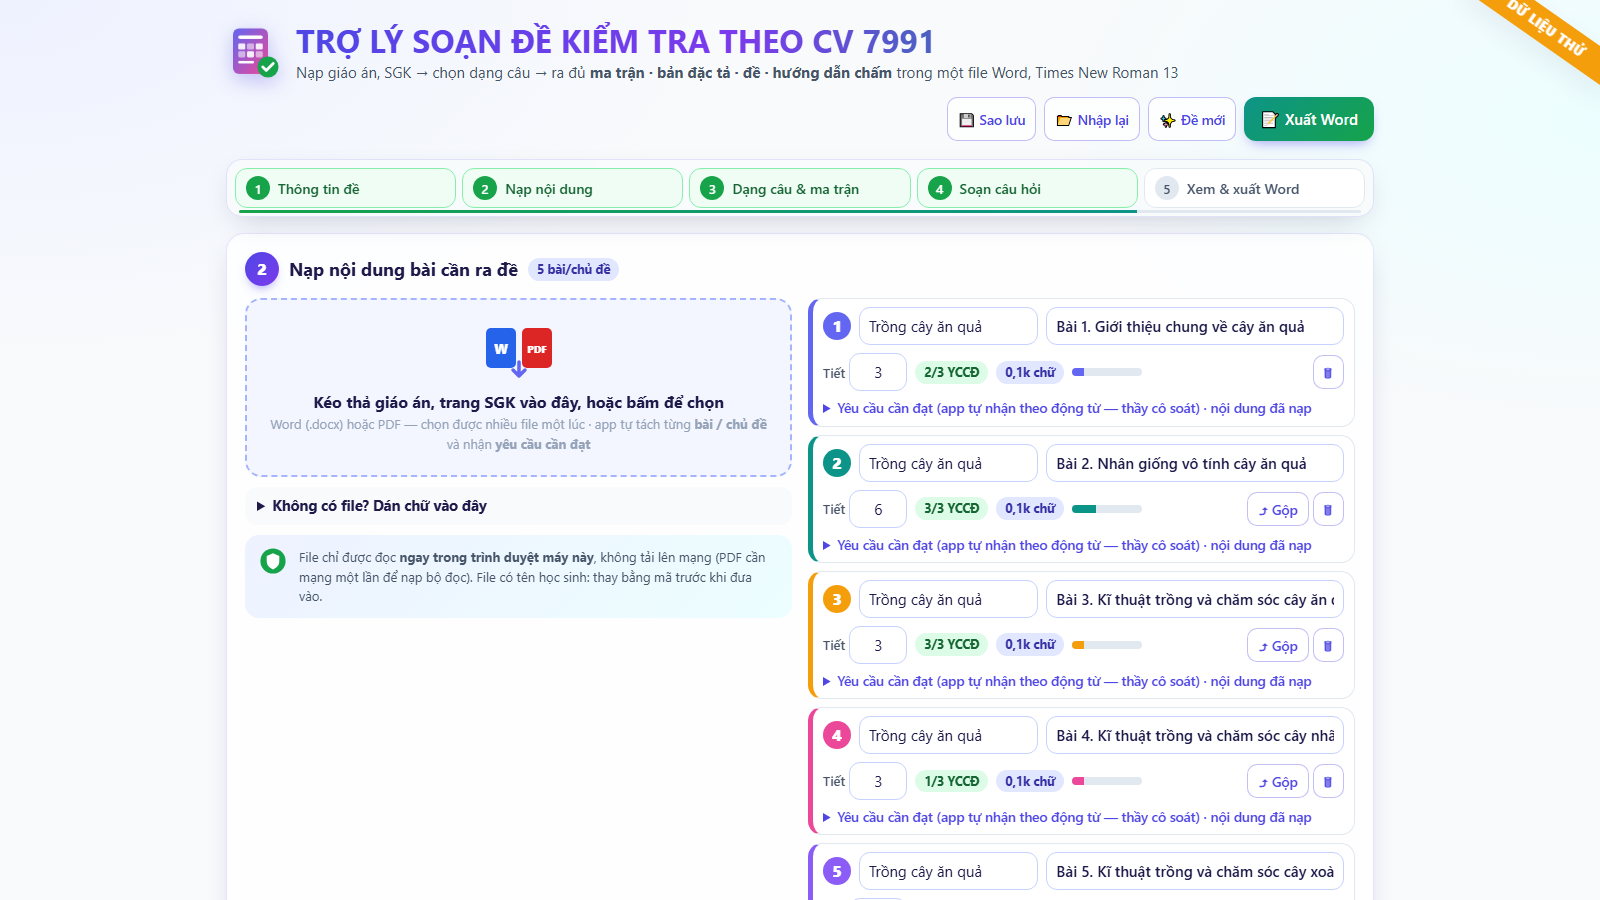 TRỢ LÝ SOẠN ĐỀ KIỂM TRA THEO CV 7991
Nạp giáo án, SGK → chọn dạng câu → ra đủ ma trận · bản đặc tả · đề · hướng dẫn chấm trong một file Word, Times New Roman 13
DỮ LIỆU THỬ
Sao lưu
Nhập lại
Đề mới
Xuất Word
1 Thông tin đề
2 Nạp nội dung
3 Dạng câu & ma trận
4 Soạn câu hỏi
5 Xem & xuất Word
2 Nạp nội dung bài cần ra đề 5 bài/chủ đề
W PDF
Kéo thả giáo án, trang SGK vào đây, hoặc bấm để chọn
Word (.docx) hoặc PDF — chọn được nhiều file một lúc · app tự tách từng bài / chủ đề
và nhận yêu cầu cần đạt
Không có file? Dán chữ vào đây
File chỉ được đọc ngay trong trình duyệt máy này, không tải lên mạng (PDF cần
mạng một lần để nạp bộ đọc). File có tên học sinh: thay bằng mã trước khi đưa
vào.
1 Trồng cây ăn quả Bài 1. Giới thiệu chung về cây ăn quả
Tiết 3 2/3 YCCĐ 0,1k chữ
Yêu cầu cần đạt (app tự nhận theo động từ — thầy cô soát) · nội dung đã nạp
2 Trồng cây ăn quả Bài 2. Nhân giống vô tính cây ăn quả
Tiết 6 3/3 YCCĐ 0,1k chữ Gộp
Yêu cầu cần đạt (app tự nhận theo động từ — thầy cô soát) · nội dung đã nạp
3 Trồng cây ăn quả Bài 3. Kĩ thuật trồng và chăm sóc cây ăn
Tiết 3 3/3 YCCĐ 0,1k chữ Gộp
Yêu cầu cần đạt (app tự nhận theo động từ — thầy cô soát) · nội dung đã nạp
4 Trồng cây ăn quả Bài 4. Kĩ thuật trồng và chăm sóc cây nhã
Tiết 3 1/3 YCCĐ 0,1k chữ Gộp
Yêu cầu cần đạt (app tự nhận theo động từ — thầy cô soát) · nội dung đã nạp
5 Trồng cây ăn quả Bài 5. Kĩ thuật trồng và chăm sóc cây xoà